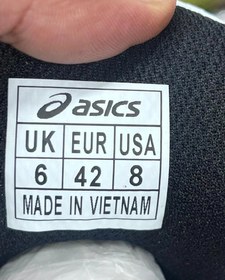 asics
UK EUR USA
6 42 8
MADE IN VIETNAM